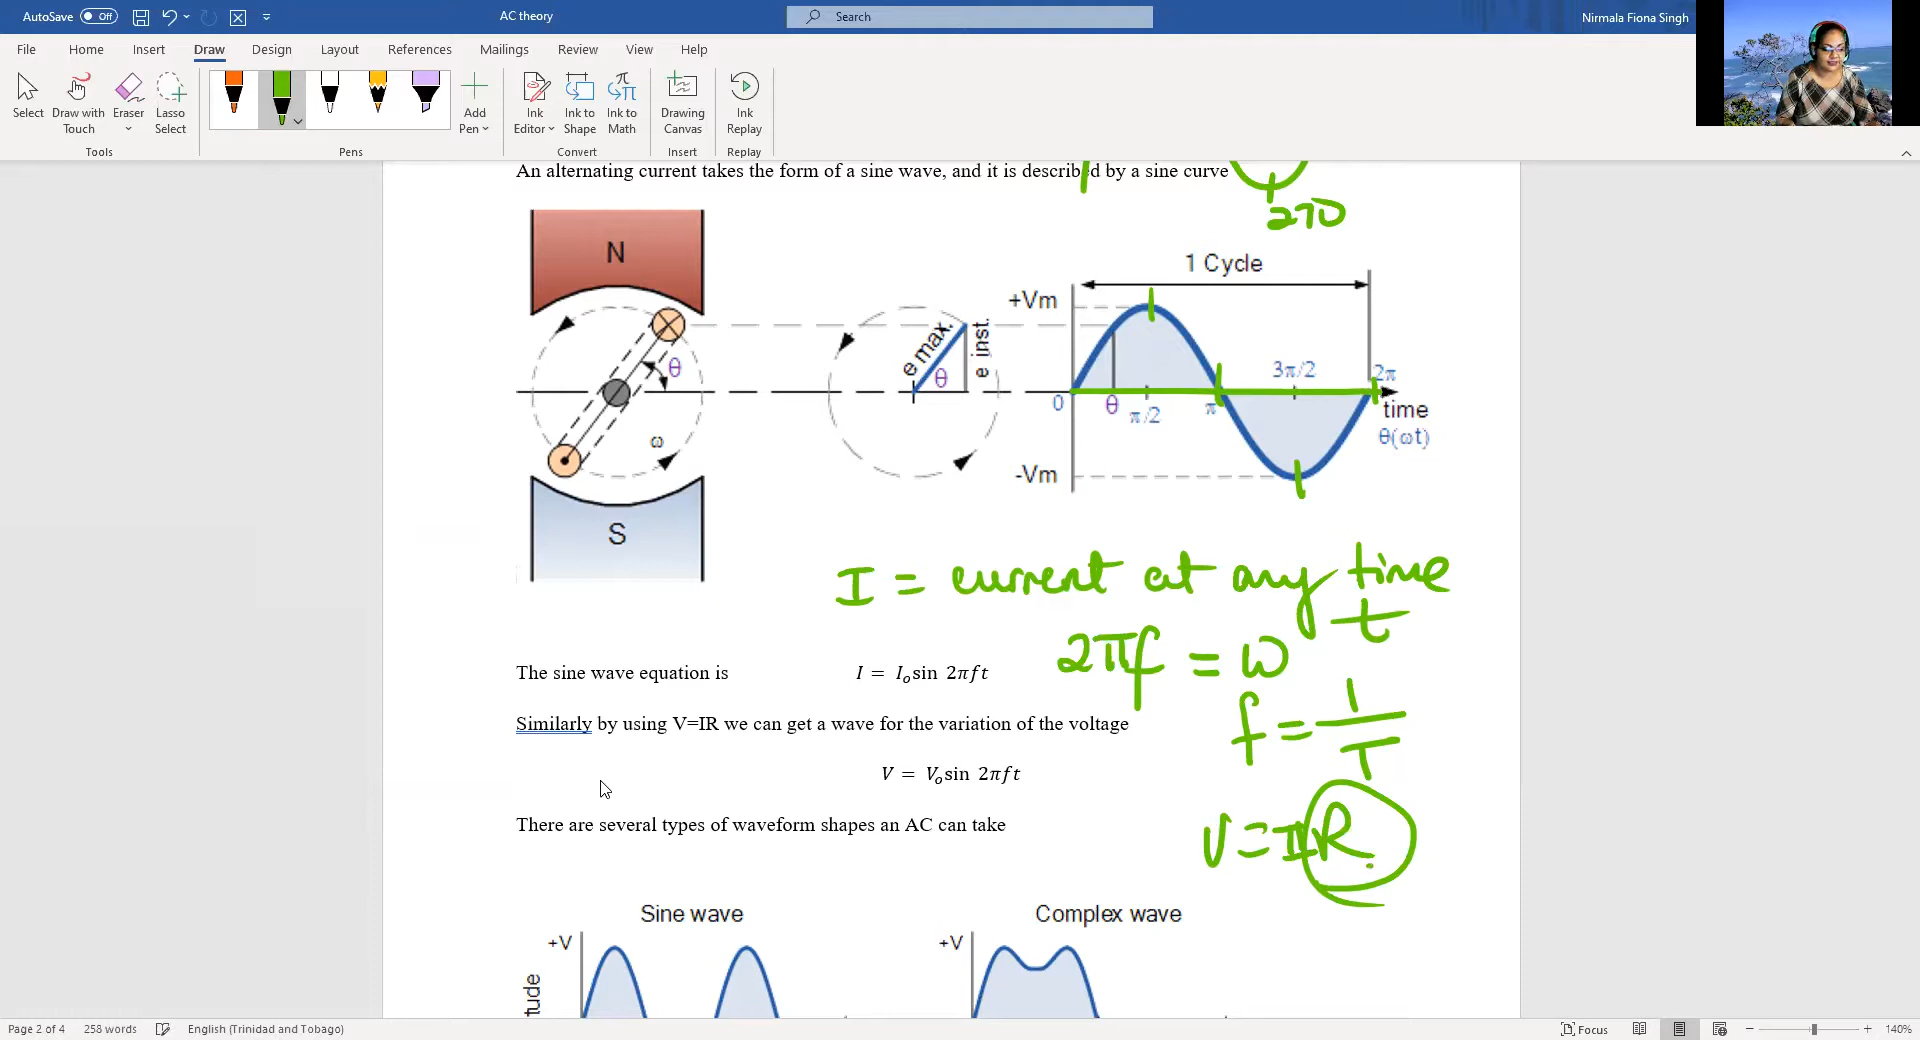 AutoSave Off AC theory Search Nirmala Fiona Singh
File Home Insert Draw Design Layout References Mailings Review View Help
Select Draw with Touch Eraser Lasso Select Add Pen Ink Editor Ink to Shape Ink to Math Drawing Canvas Ink Replay
Tools Pens Convert Insert Replay
An alternating current takes the form of a sine wave, and it is described by a sine curve
270
N
1 Cycle
+Vm
e max.
e inst.
θ
θ
3π/2
2π
0
θ
π/2
π
time
θ(ωt)
ω
-Vm
S
I = current at any time
t
2πf = ω
The sine wave equation is I = Iₒsin 2πft
f = 1/T
Similarly by using V=IR we can get a wave for the variation of the voltage
V = Vₒsin 2πft
V = IR
There are several types of waveform shapes an AC can take
Sine wave Complex wave
+V +V
Page 2 of 4 258 words English (Trinidad and Tobago) Focus 140%